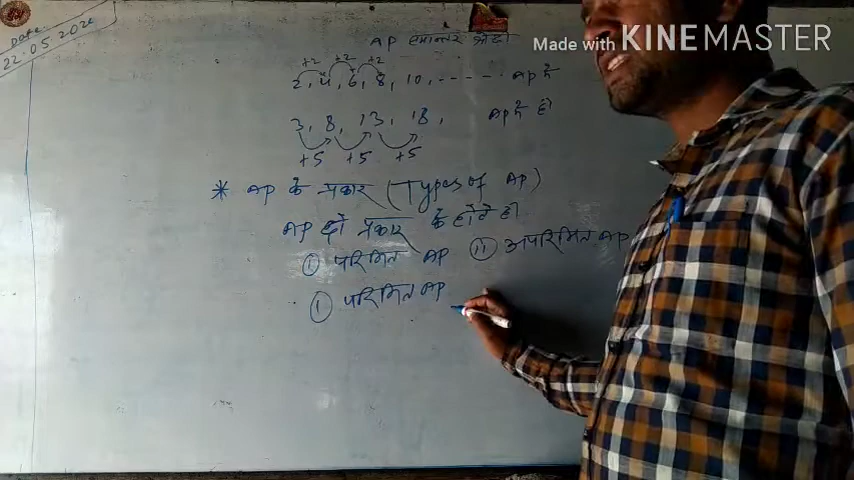 Date
22.05 2020
Made with KINEMASTER
AP समान्तर श्रेढी
+2 +2 +2
2, 4, 6, 8, 10, ------ AP है
3, 8, 13, 18, AP है हो
+5 +5 +5
* AP के प्रकार (Types of AP)
AP दो प्रकार के होते हैं
(i) परिमित AP (ii) अपरिमित AP
(i) परिमित AP